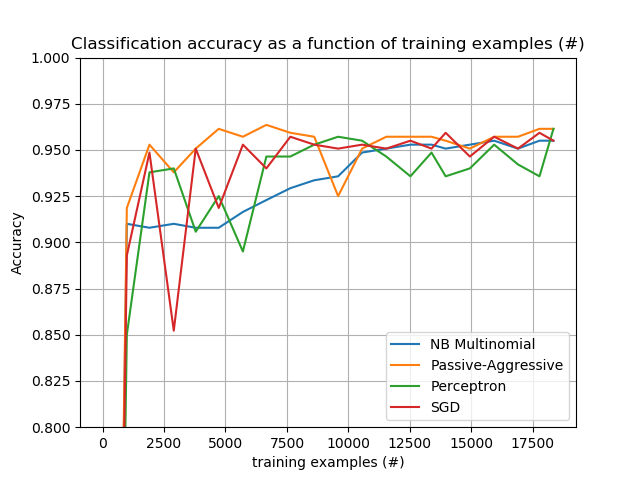 Classification accuracy as a function of training examples (#)
1.000
0.975
0.950
0.925
0.900
0.875
0.850
0.825
0.800
Accuracy
NB Multinomial
Passive-Aggressive
Perceptron
SGD
0 2500 5000 7500 10000 12500 15000 17500
training examples (#)